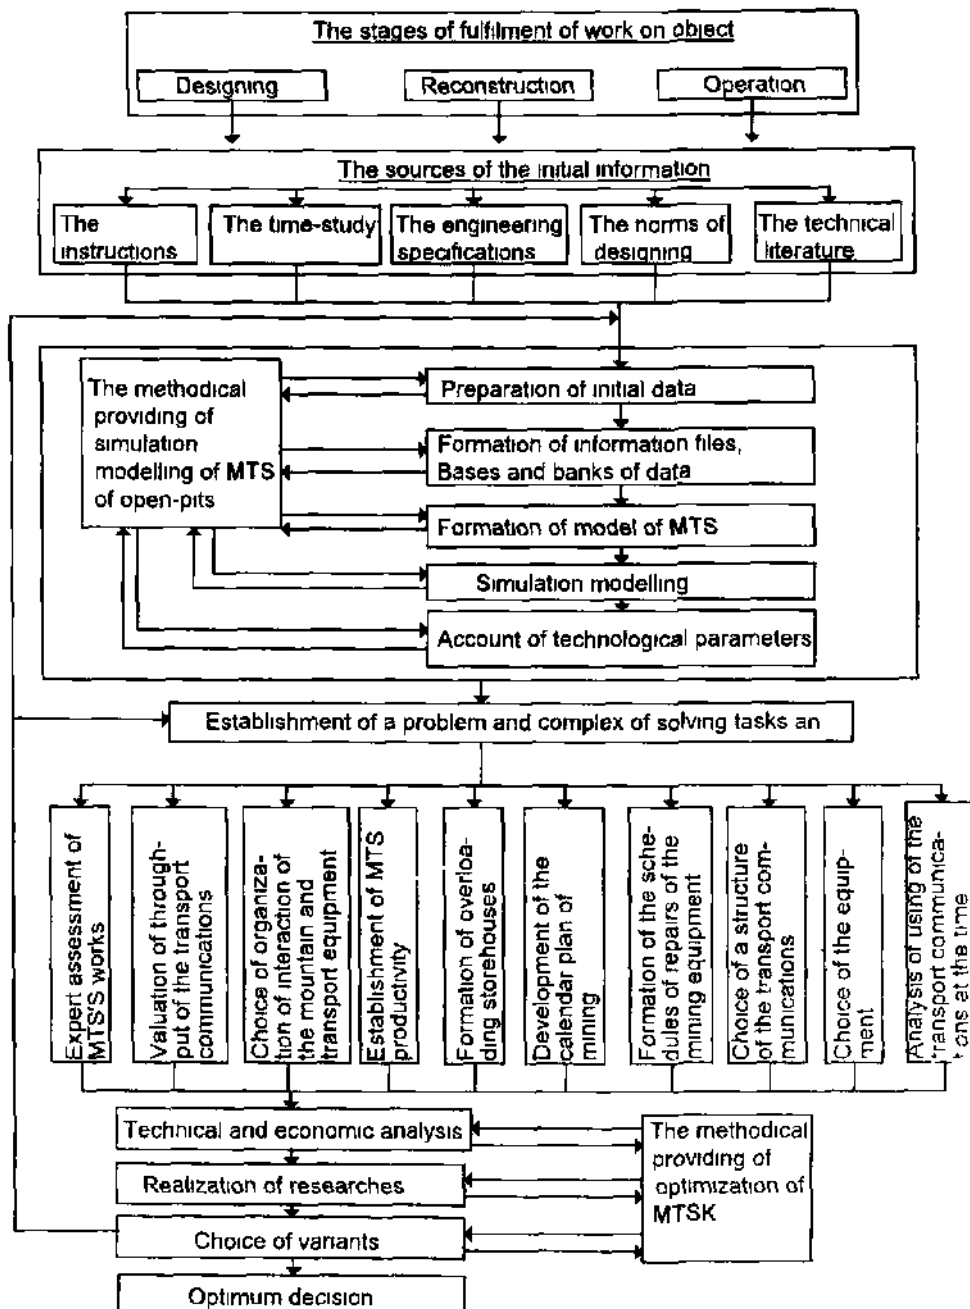 The stages of fulfilment of work on object
Designing
Reconstruction
Operation
The sources of the initial information
The
instructions
The time-study
The engineering
specifications
The norms of
designing
The technical
literature
The methodical
providing of
simulation
modelling of MTS
of open-pits
Preparation of initial data
Formation of information files,
Bases and banks of data
Formation of model of MTS
Simulation modelling
Account of technological parameters
Establishment of a problem and complex of solving tasks an
Expert assessment of
MTS'S works
Valuation of through-
put of the transport
communications
Choice of organiza-
tion of interaction of
the mountain and
transport equipment
Establishment of MTS
productivity
Formation of overloa-
ding storehouses
Development of the
calendar plan of
mining
Formation of the sche-
dules of repairs of the
mining equipment
Choice of a structure
of the transport com-
munications
Choice of the equip-
ment
Analysis of using of the
transport communica-
tions at the time
Technical and economic analysis
Realization of researches
Choice of variants
Optimum decision
The methodical
providing of
optimization of
MTSK